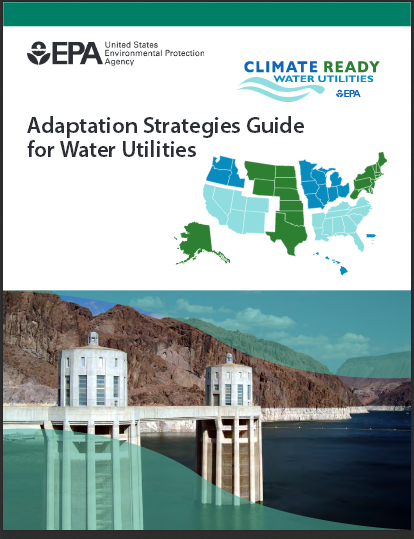 EPA
United States
Environmental Protection
Agency
CLIMATE READY
WATER UTILITIES
EPA
Adaptation Strategies Guide
for Water Utilities